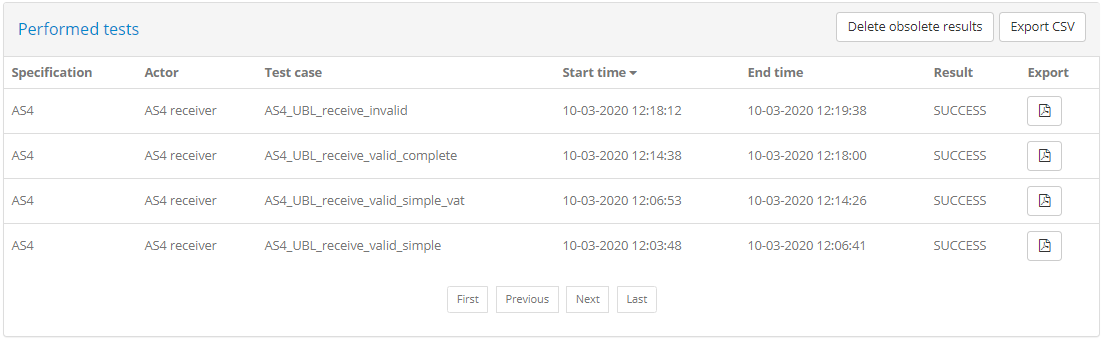 Performed tests Delete obsolete results Export CSV
Specification Actor Test case Start time End time Result Export
AS4 AS4 receiver AS4_UBL_receive_invalid 10-03-2020 12:18:12 10-03-2020 12:19:38 SUCCESS
AS4 AS4 receiver AS4_UBL_receive_valid_complete 10-03-2020 12:14:38 10-03-2020 12:18:00 SUCCESS
AS4 AS4 receiver AS4_UBL_receive_valid_simple_vat 10-03-2020 12:06:53 10-03-2020 12:14:26 SUCCESS
AS4 AS4 receiver AS4_UBL_receive_valid_simple 10-03-2020 12:03:48 10-03-2020 12:06:41 SUCCESS
First Previous Next Last